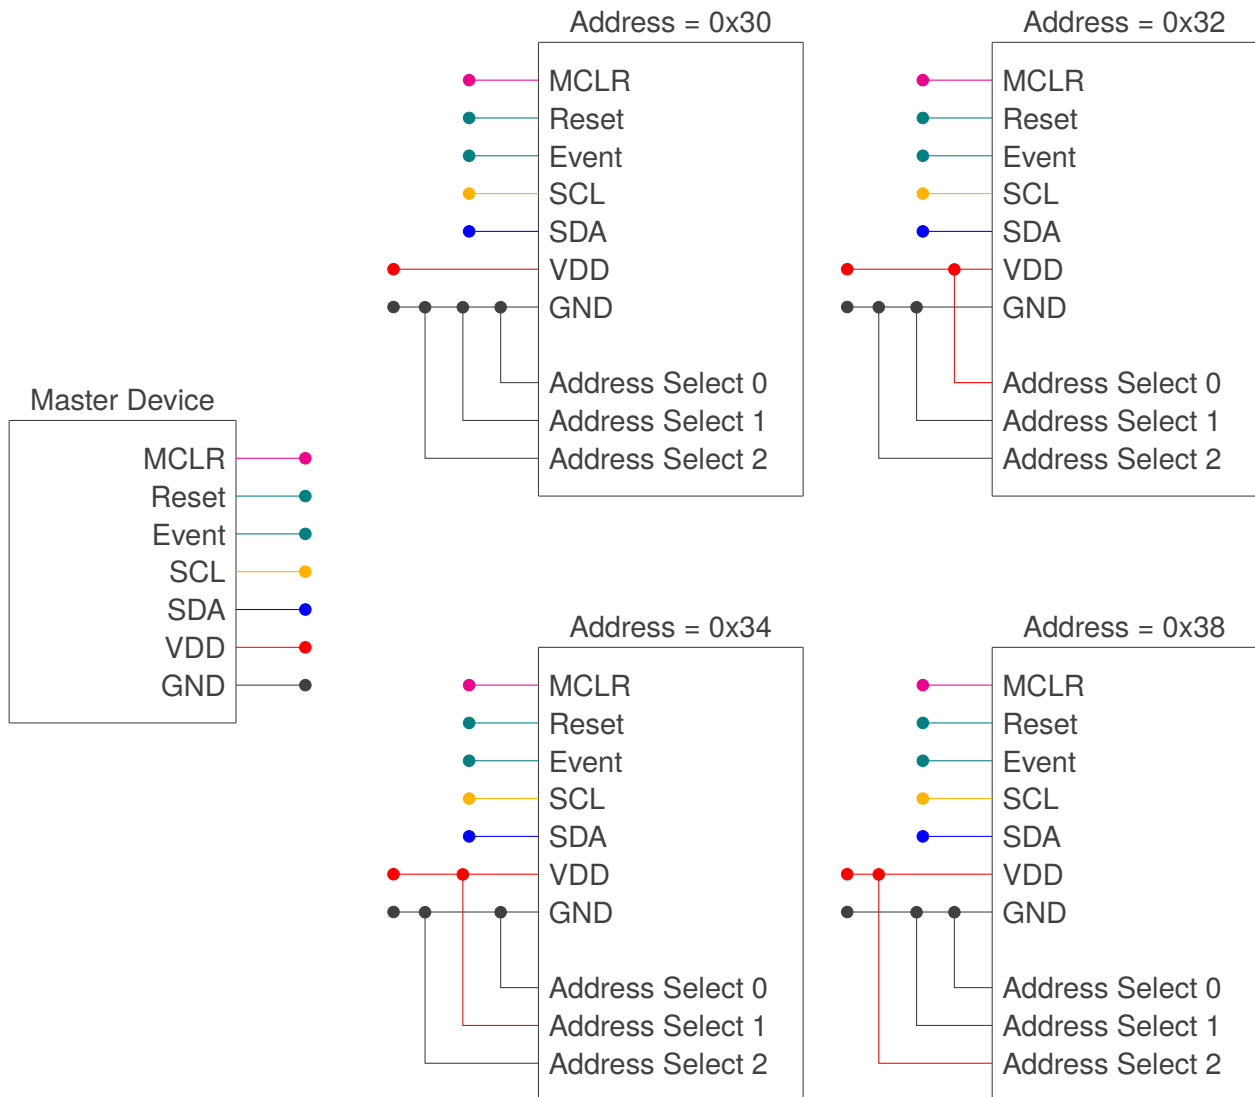 Address = 0x30
MCLR
Reset
Event
SCL
SDA
VDD
GND
Address Select 0
Address Select 1
Address Select 2
Address = 0x32
MCLR
Reset
Event
SCL
SDA
VDD
GND
Address Select 0
Address Select 1
Address Select 2
Master Device
MCLR
Reset
Event
SCL
SDA
VDD
GND
Address = 0x34
MCLR
Reset
Event
SCL
SDA
VDD
GND
Address Select 0
Address Select 1
Address Select 2
Address = 0x38
MCLR
Reset
Event
SCL
SDA
VDD
GND
Address Select 0
Address Select 1
Address Select 2